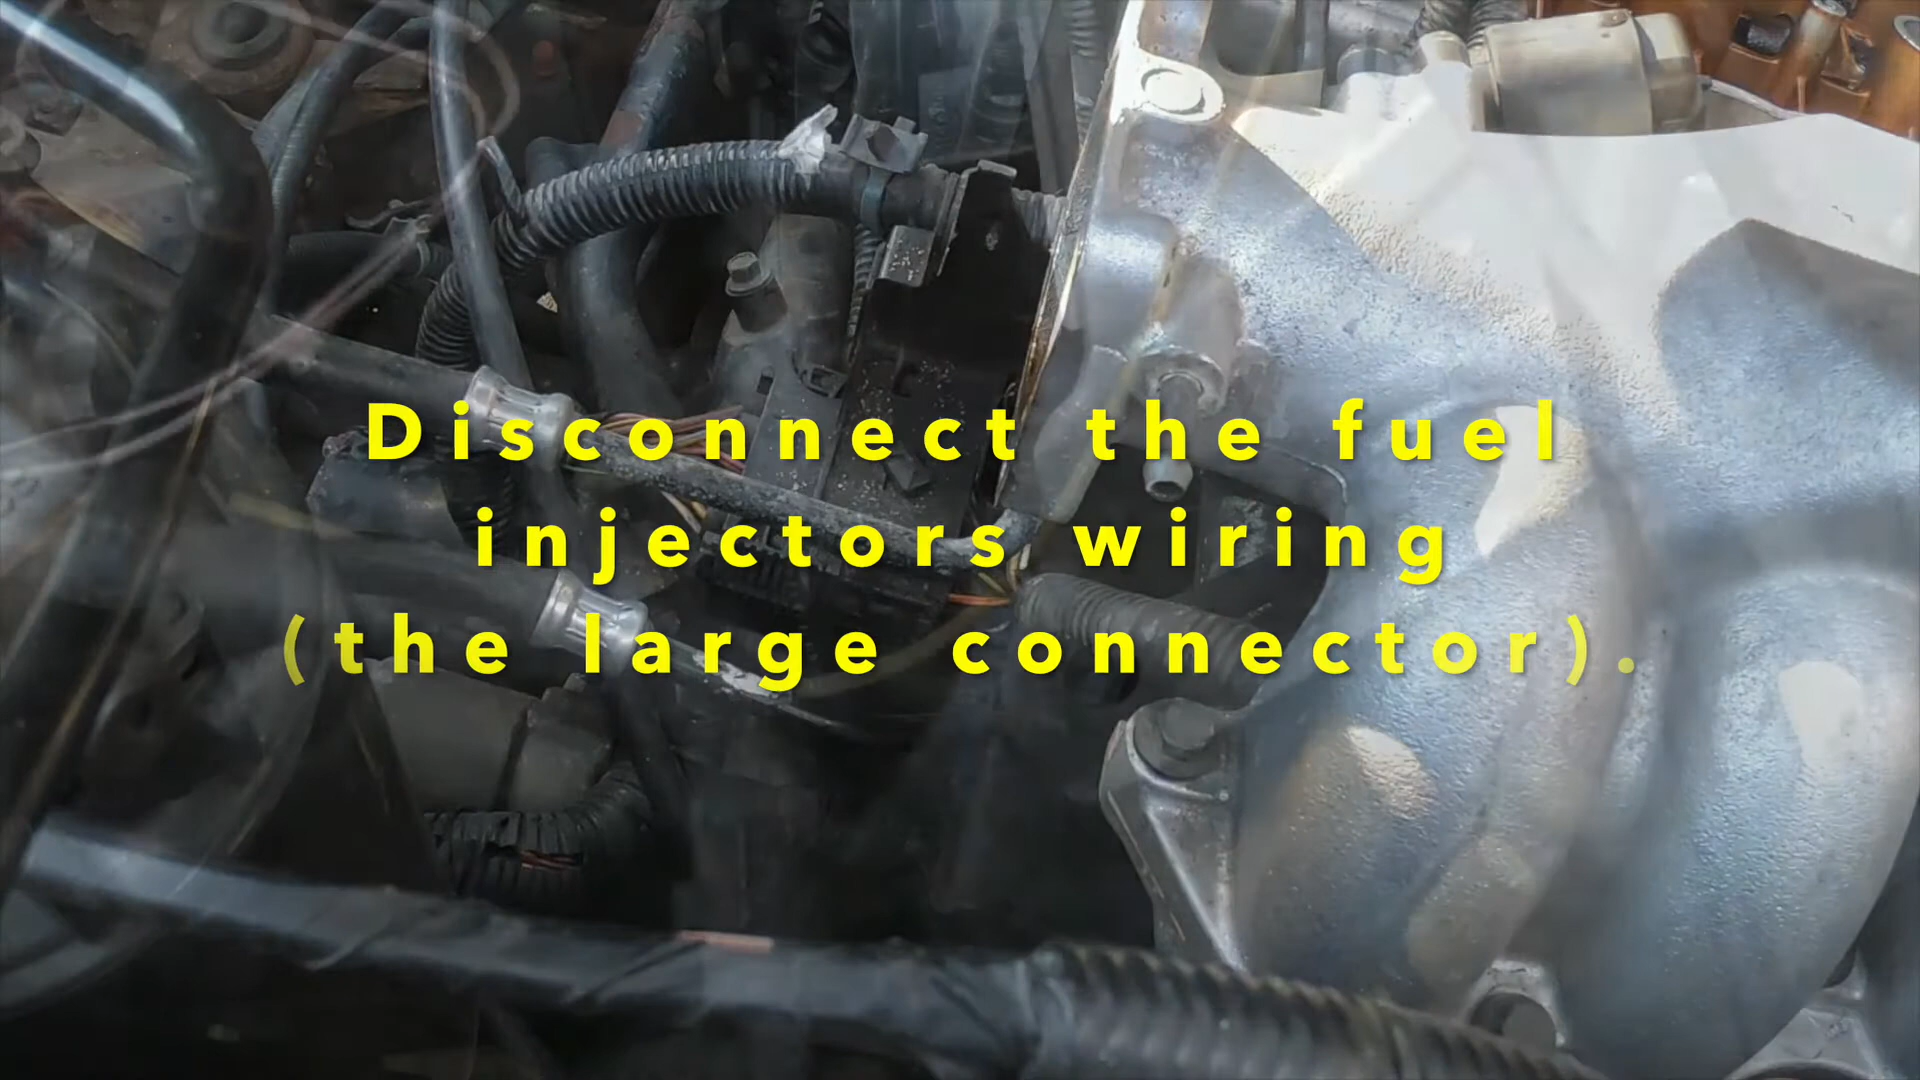 Disconnect the fuel
injectors wiring
(the large connector).